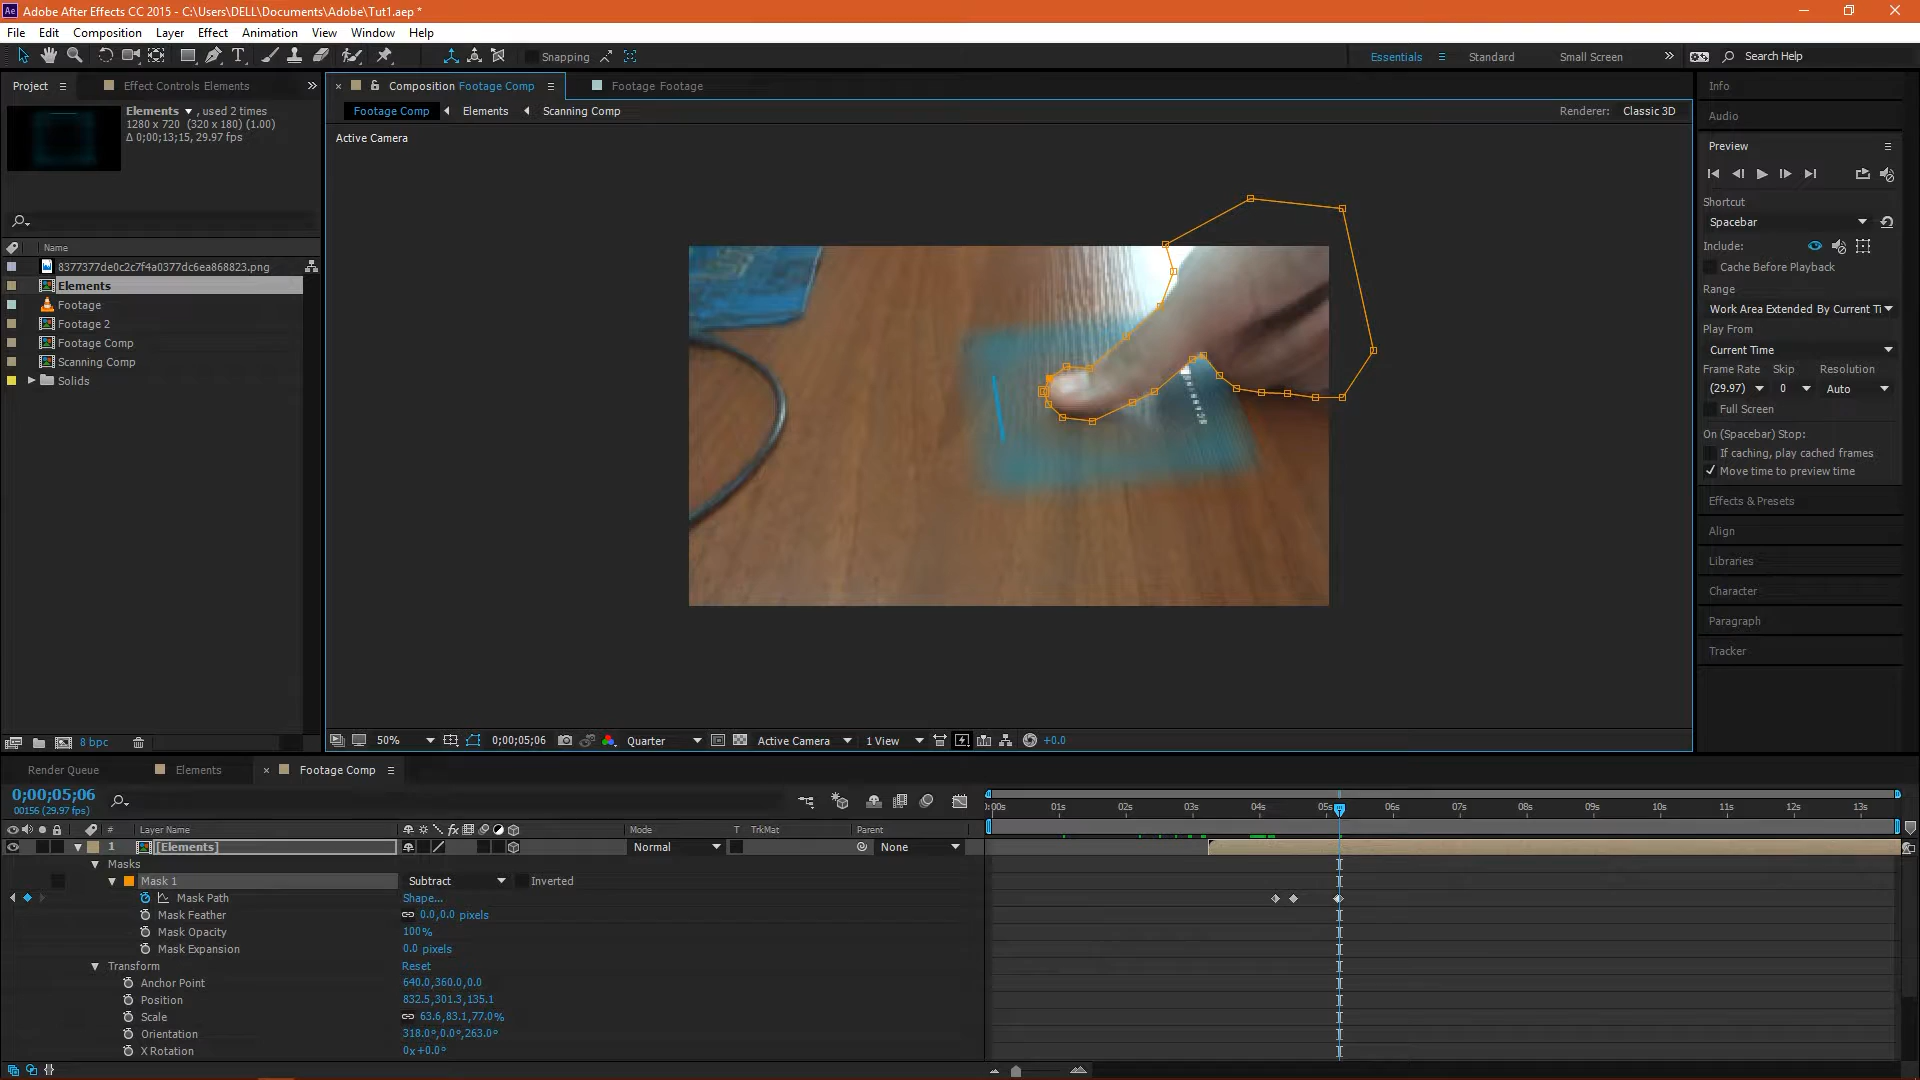 Adobe After Effects CC 2015 - C:\Users\DELL\Documents\Adobe\Tut1.aep *
File Edit Composition Layer Effect Animation View Window Help
Snapping
Essentials Standard Small Screen Search Help
Project Effect Controls Elements
Composition Footage Comp
Footage Footage
Elements , used 2 times
1280 x 720 (320 x 180) (1.00)
Δ 0;00;13;15, 29.97 fps
Footage Comp Elements Scanning Comp
Renderer: Classic 3D
Active Camera
Name
8377377de0c2c7f4a0377dc6ea868823.png
Elements
Footage
Footage 2
Footage Comp
Scanning Comp
Solids
8 bpc
50% 0;00;05;06 Quarter Active Camera 1 View +0.0
Info
Audio
Preview
Shortcut
Spacebar
Include:
Cache Before Playback
Range
Work Area Extended By Current Ti
Play From
Current Time
Frame Rate Skip Resolution
(29.97) 0 Auto
Full Screen
On (Spacebar) Stop:
If caching, play cached frames
Move time to preview time
Effects & Presets
Align
Libraries
Character
Paragraph
Tracker
Render Queue Elements Footage Comp
0;00;05;06
00156 (29.97 fps)
:00s 01s 02s 03s 04s 05s 06s 07s 08s 09s 10s 11s 12s 13s
# Layer Name Mode T TrkMat Parent
1 [Elements] Normal None
Masks
Mask 1 Subtract Inverted
Mask Path Shape...
Mask Feather 0.0,0.0 pixels
Mask Opacity 100%
Mask Expansion 0.0 pixels
Transform Reset
Anchor Point 640.0,360.0,0.0
Position 832.5,301.3,135.1
Scale 63.6,83.1,77.0%
Orientation 318.0°,0.0°,263.0°
X Rotation 0x+0.0°